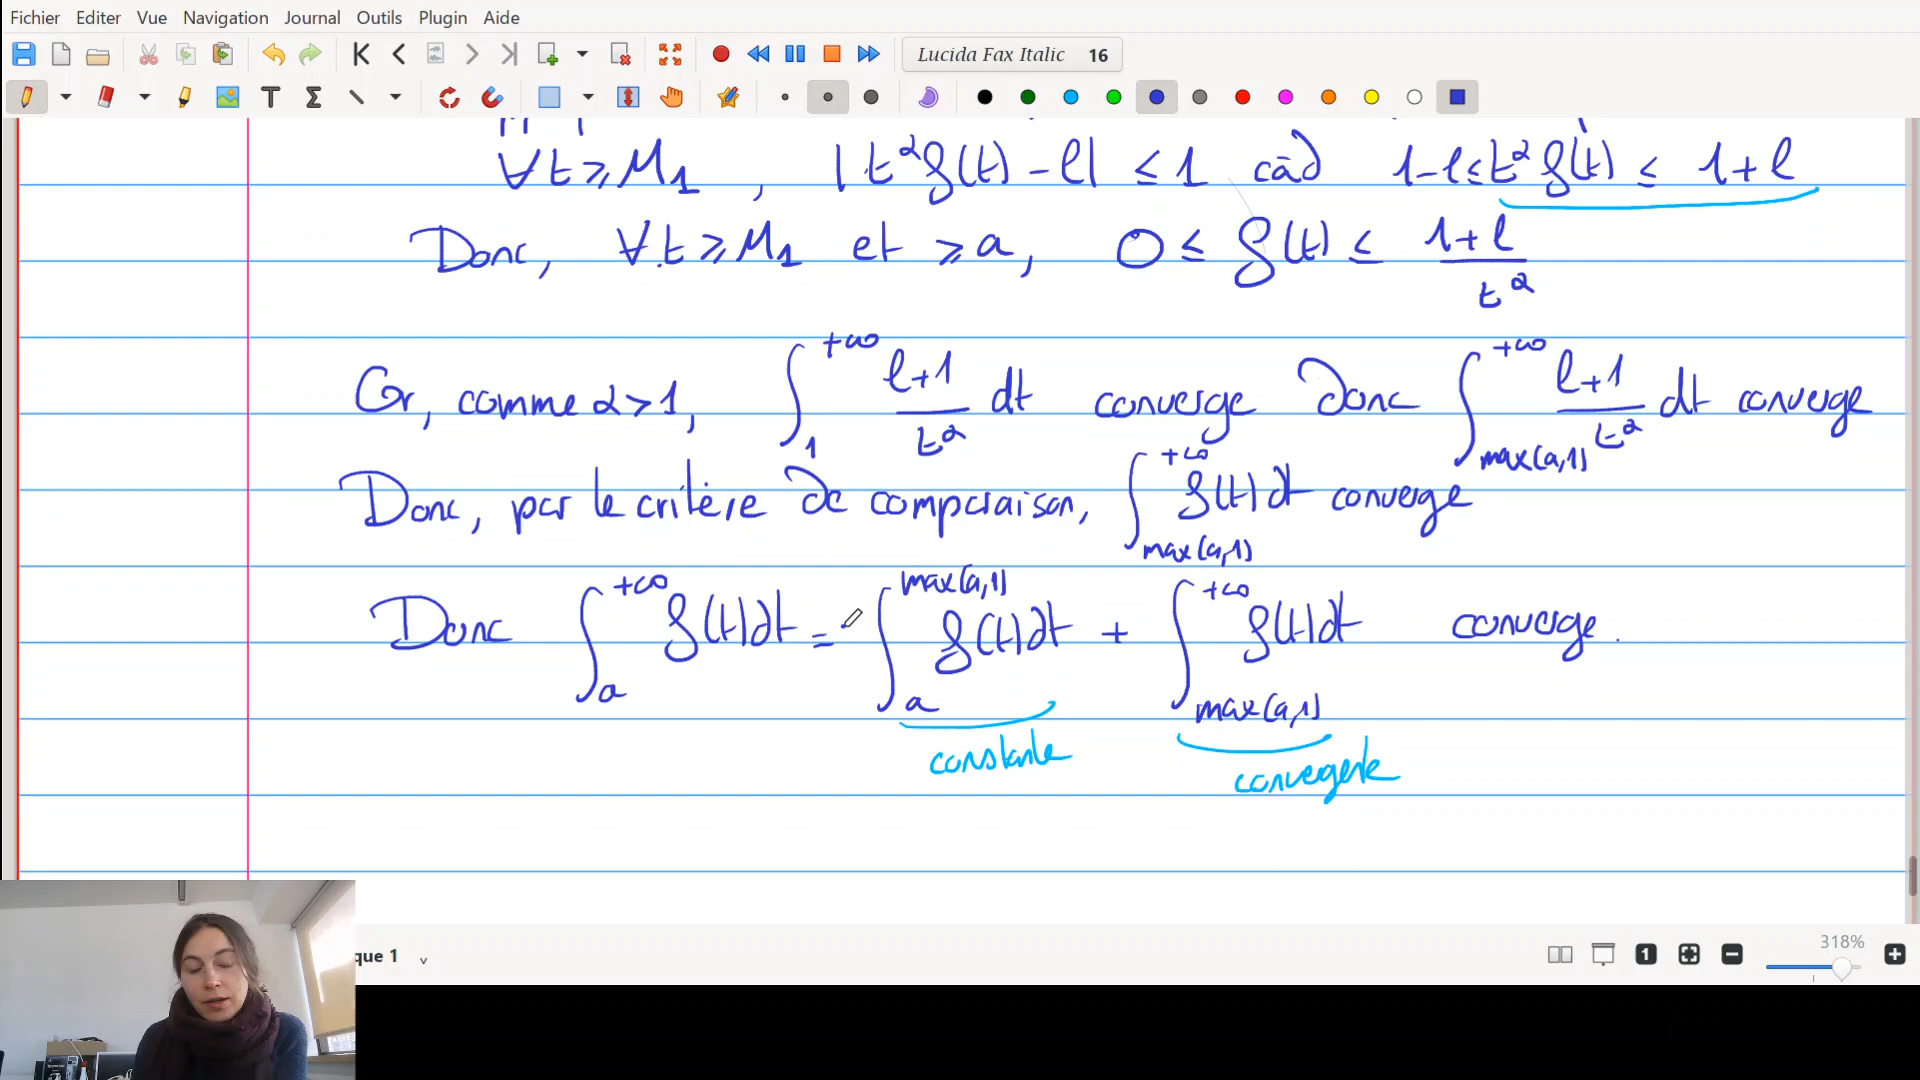 Fichier Editer Vue Navigation Journal Outils Plugin Aide
Lucida Fax Italic 16
∀t ≥ M₁ , |t^α f(t) - l| ≤ 1 càd 1-l ≤ t^α f(t) ≤ 1+l
Donc, ∀t ≥ M₁ et ≥ a, 0 ≤ f(t) ≤ (1+l)/t^α
Or, comme α > 1, ∫₁^{+∞} (l+1)/t^α dt converge Donc ∫_{max(a,1)}^{+∞} (l+1)/t^α dt converge
Donc, par le critère de comparaison, ∫_{max(a,1)}^{+∞} f(t) dt converge
Donc ∫_a^{+∞} f(t)dt = ∫_a^{max(a,1)} f(t)dt + ∫_{max(a,1)}^{+∞} f(t)dt converge.
constante convergente
que 1
318%